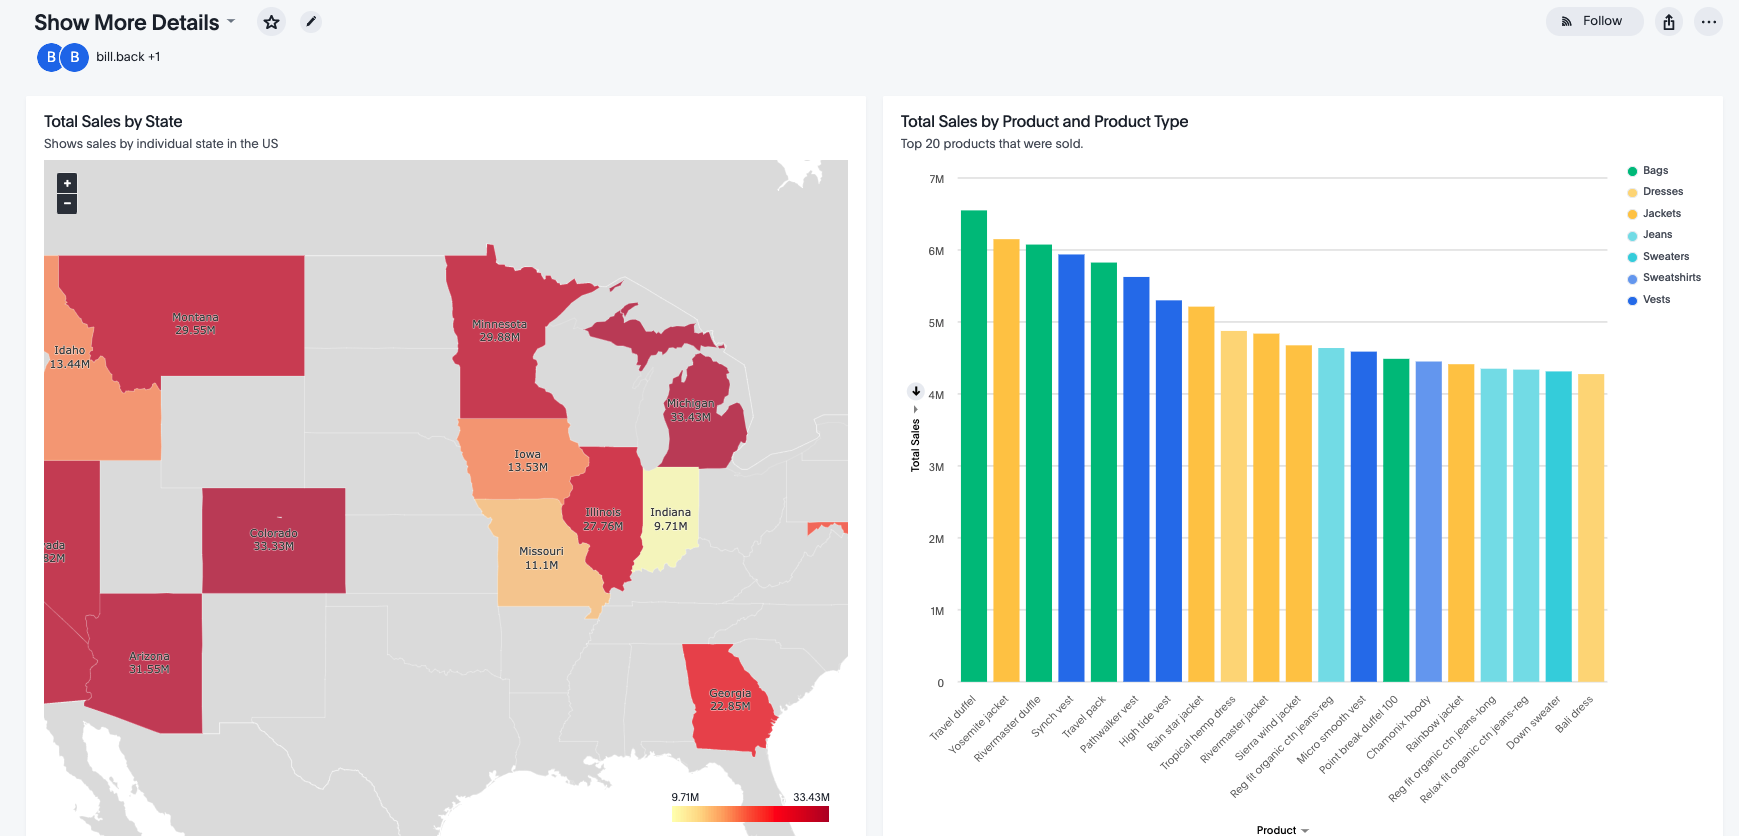 Show More Details
Follow
B B bill.back +1
Total Sales by State
Shows sales by individual state in the US
+
−
Montana
29.55M
Idaho
13.44M
Minnesota
29.88M
Michigan
33.43M
Iowa
13.53M
Illinois
27.76M
Indiana
9.71M
Missouri
11.1M
Colorado
33.33M
ada
82M
Arizona
31.55M
Georgia
22.85M
9.71M 33.43M
Total Sales by Product and Product Type
Top 20 products that were sold.
Bags
Dresses
Jackets
Jeans
Sweaters
Sweatshirts
Vests
7M
6M
5M
4M
3M
2M
1M
0
Total Sales
Travel duffel
Yosemite jacket
Rivermaster duffle
Synch vest
Travel pack
Pathwalker vest
High tide vest
Rain star jacket
Tropical hemp dress
Rivermaster jacket
Sierra wind jacket
Reg fit organic ctn jeans-reg
Micro smooth vest
Point break duffel 100
Chamonix hoody
Rainbow jacket
Reg fit organic ctn jeans-long
Relax fit organic ctn jeans-reg
Down sweater
Bali dress
Product